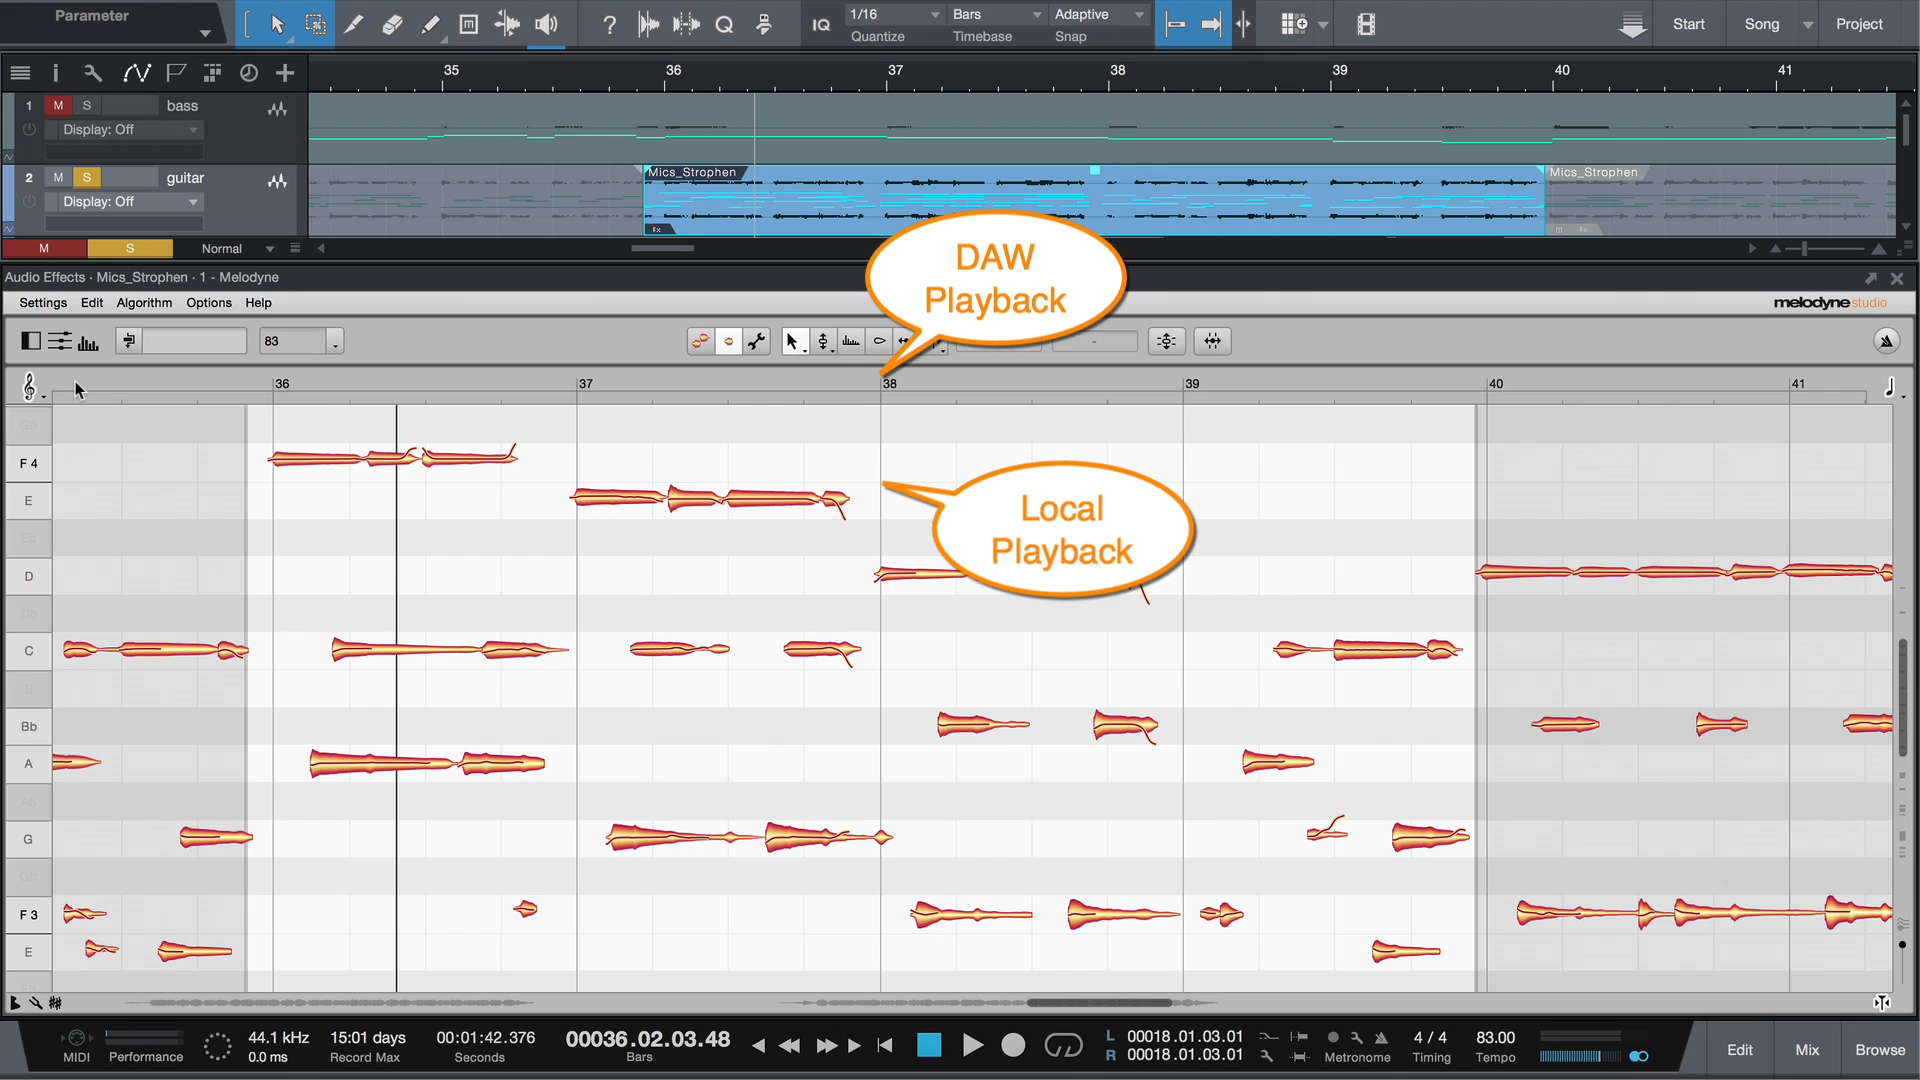 Parameter
IQ
1/16
Quantize
Bars
Timebase
Adaptive
Snap
Start
Song
Project
35
36
37
38
39
40
41
1
M
S
bass
Display: Off
2
M
S
guitar
Display: Off
Mics_Strophen
Mics_Strophen
Fx
M
S
Normal
DAW
Playback
Audio Effects · Mics_Strophen · 1 - Melodyne
Settings
Edit
Algorithm
Options
Help
melodyne studio
83
-
36
37
38
39
40
41
Gb
F 4
E
Eb
D
Db
C
B
Bb
A
Ab
G
Gb
F 3
E
Local
Playback
MIDI
Performance
44.1 kHz
0.0 ms
15:01 days
Record Max
00:01:42.376
Seconds
00036.02.03.48
Bars
L 00018.01.03.01
R 00018.01.03.01
Metronome
4 / 4
Timing
83.00
Tempo
Edit
Mix
Browse